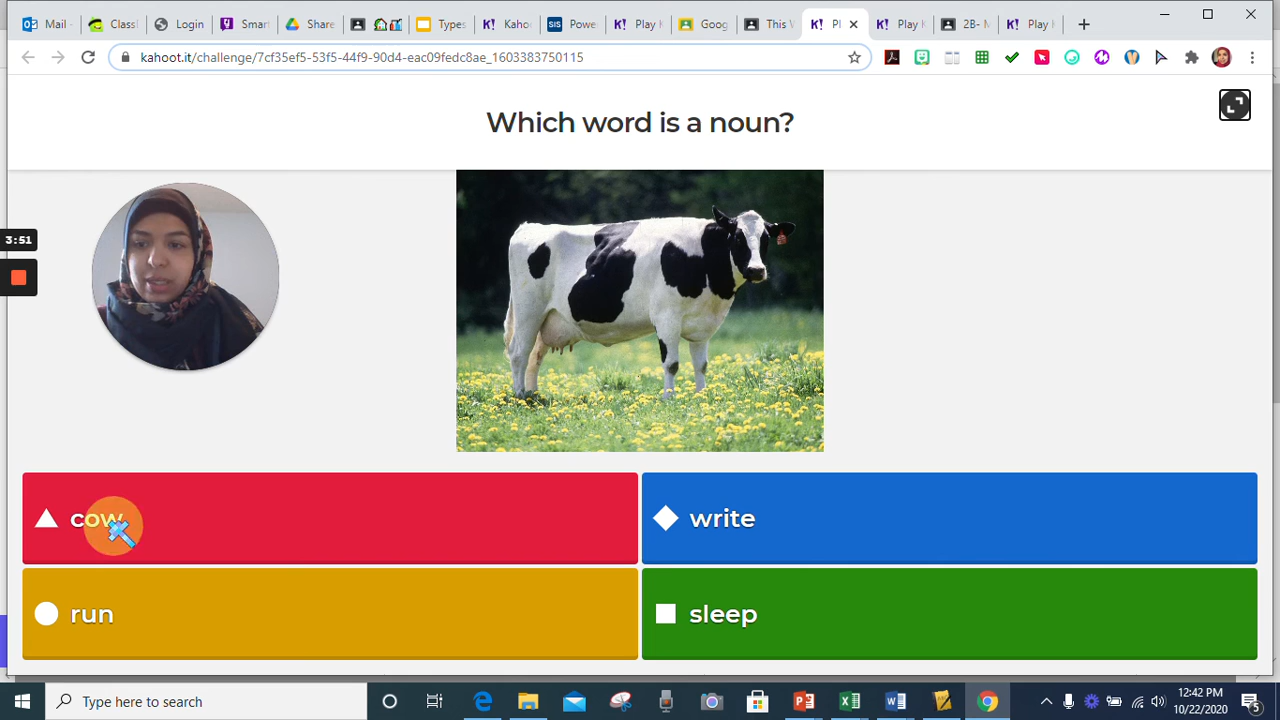 Mail -
Classl
Login
Smar
Share
Types
Kaho
SIS
Powe
Play K
Goog
This V
Pl
Play K
2B- M
Play I
kahoot.it/challenge/7cf35ef5-53f5-44f9-90d4-eac09fedc8ae_1603383750115
Which word is a noun?
3:51
cow
write
run
sleep
Type here to search
12:42 PM
10/22/2020
5